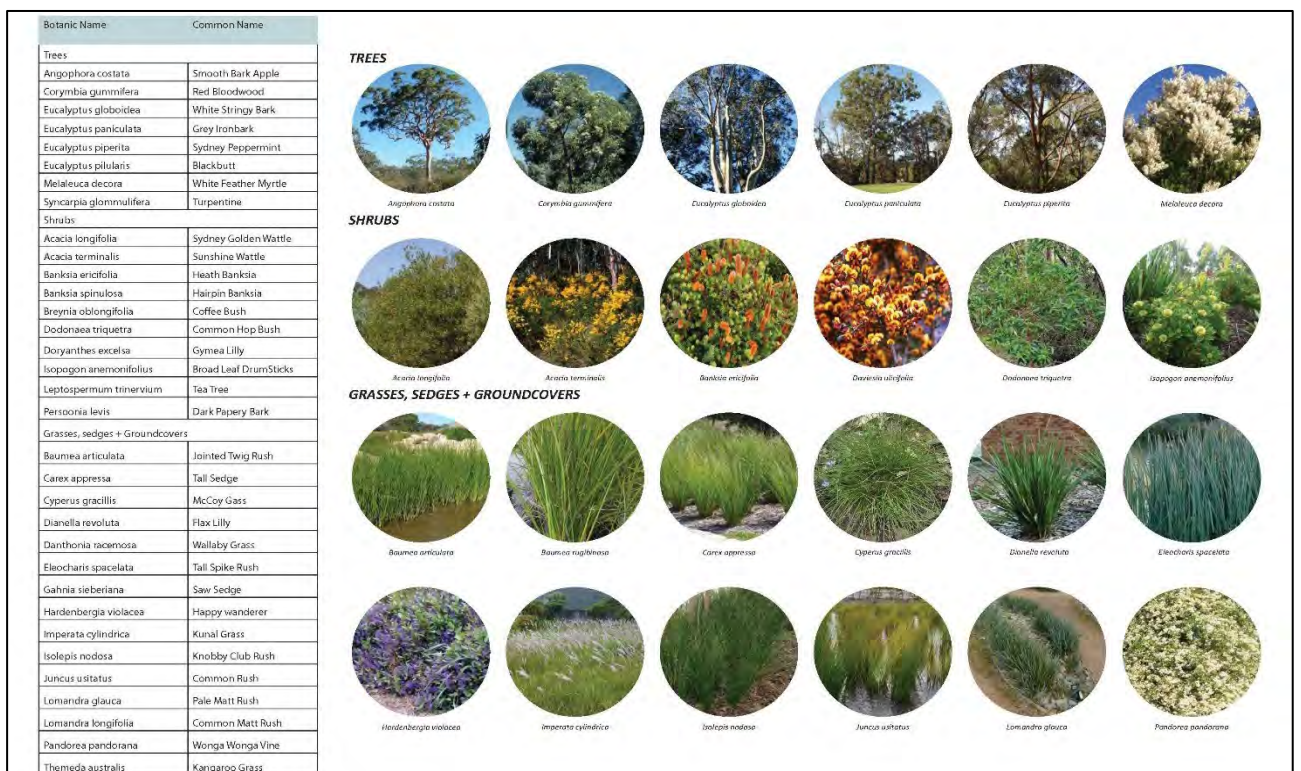 Botanic Name Common Name
Trees
Angophora costata Smooth Bark Apple
Corymbia gummifera Red Bloodwood
Eucalyptus globoidea White Stringy Bark
Eucalyptus paniculata Grey Ironbark
Eucalyptus piperita Sydney Peppermint
Eucalyptus pilularis Blackbutt
Melaleuca decora White Feather Myrtle
Syncarpia glommulifera Turpentine
Shrubs
Acacia longifolia Sydney Golden Wattle
Acacia terminalis Sunshine Wattle
Banksia ericifolia Heath Banksia
Banksia spinulosa Hairpin Banksia
Breynia oblongifolia Coffee Bush
Dodonaea triquetra Common Hop Bush
Doryanthes excelsa Gymea Lilly
Isopogon anemonifolius Broad Leaf DrumSticks
Leptospermum trinervium Tea Tree
Persoonia levis Dark Papery Bark
Grasses, sedges + Groundcovers
Baumea articulata Jointed Twig Rush
Carex appressa Tall Sedge
Cyperus gracillis McCoy Gass
Dianella revoluta Flax Lilly
Danthonia racemosa Wallaby Grass
Eleocharis spacelata Tall Spike Rush
Gahnia sieberiana Saw Sedge
Hardenbergia violacea Happy wanderer
Imperata cylindrica Kunal Grass
Isolepis nodosa Knobby Club Rush
Juncus usitatus Common Rush
Lomandra glauca Pale Matt Rush
Lomandra longifolia Common Matt Rush
Pandorea pandorana Wonga Wonga Vine
Themeda australis Kangaroo Grass
TREES
Angophora costata Corymbia gummifera Eucalyptus globoidea Eucalyptus paniculata Eucalyptus piperita Melaleuca decora
SHRUBS
Acacia longifolia Acacia terminalis Banksia ericifolia Daviesia ulicifolia Dodonaea triquetra Isopogon anemonifolius
GRASSES, SEDGES + GROUNDCOVERS
Baumea articulata Baumea rugibinosa Carex appressa Cyperus gracillis Dianella revoluta Eleocharis spacelata
Hardenbergia violacea Imperata cylindrica Isolepis nodosa Juncus usitatus Lomandra glauca Pandorea pandorana